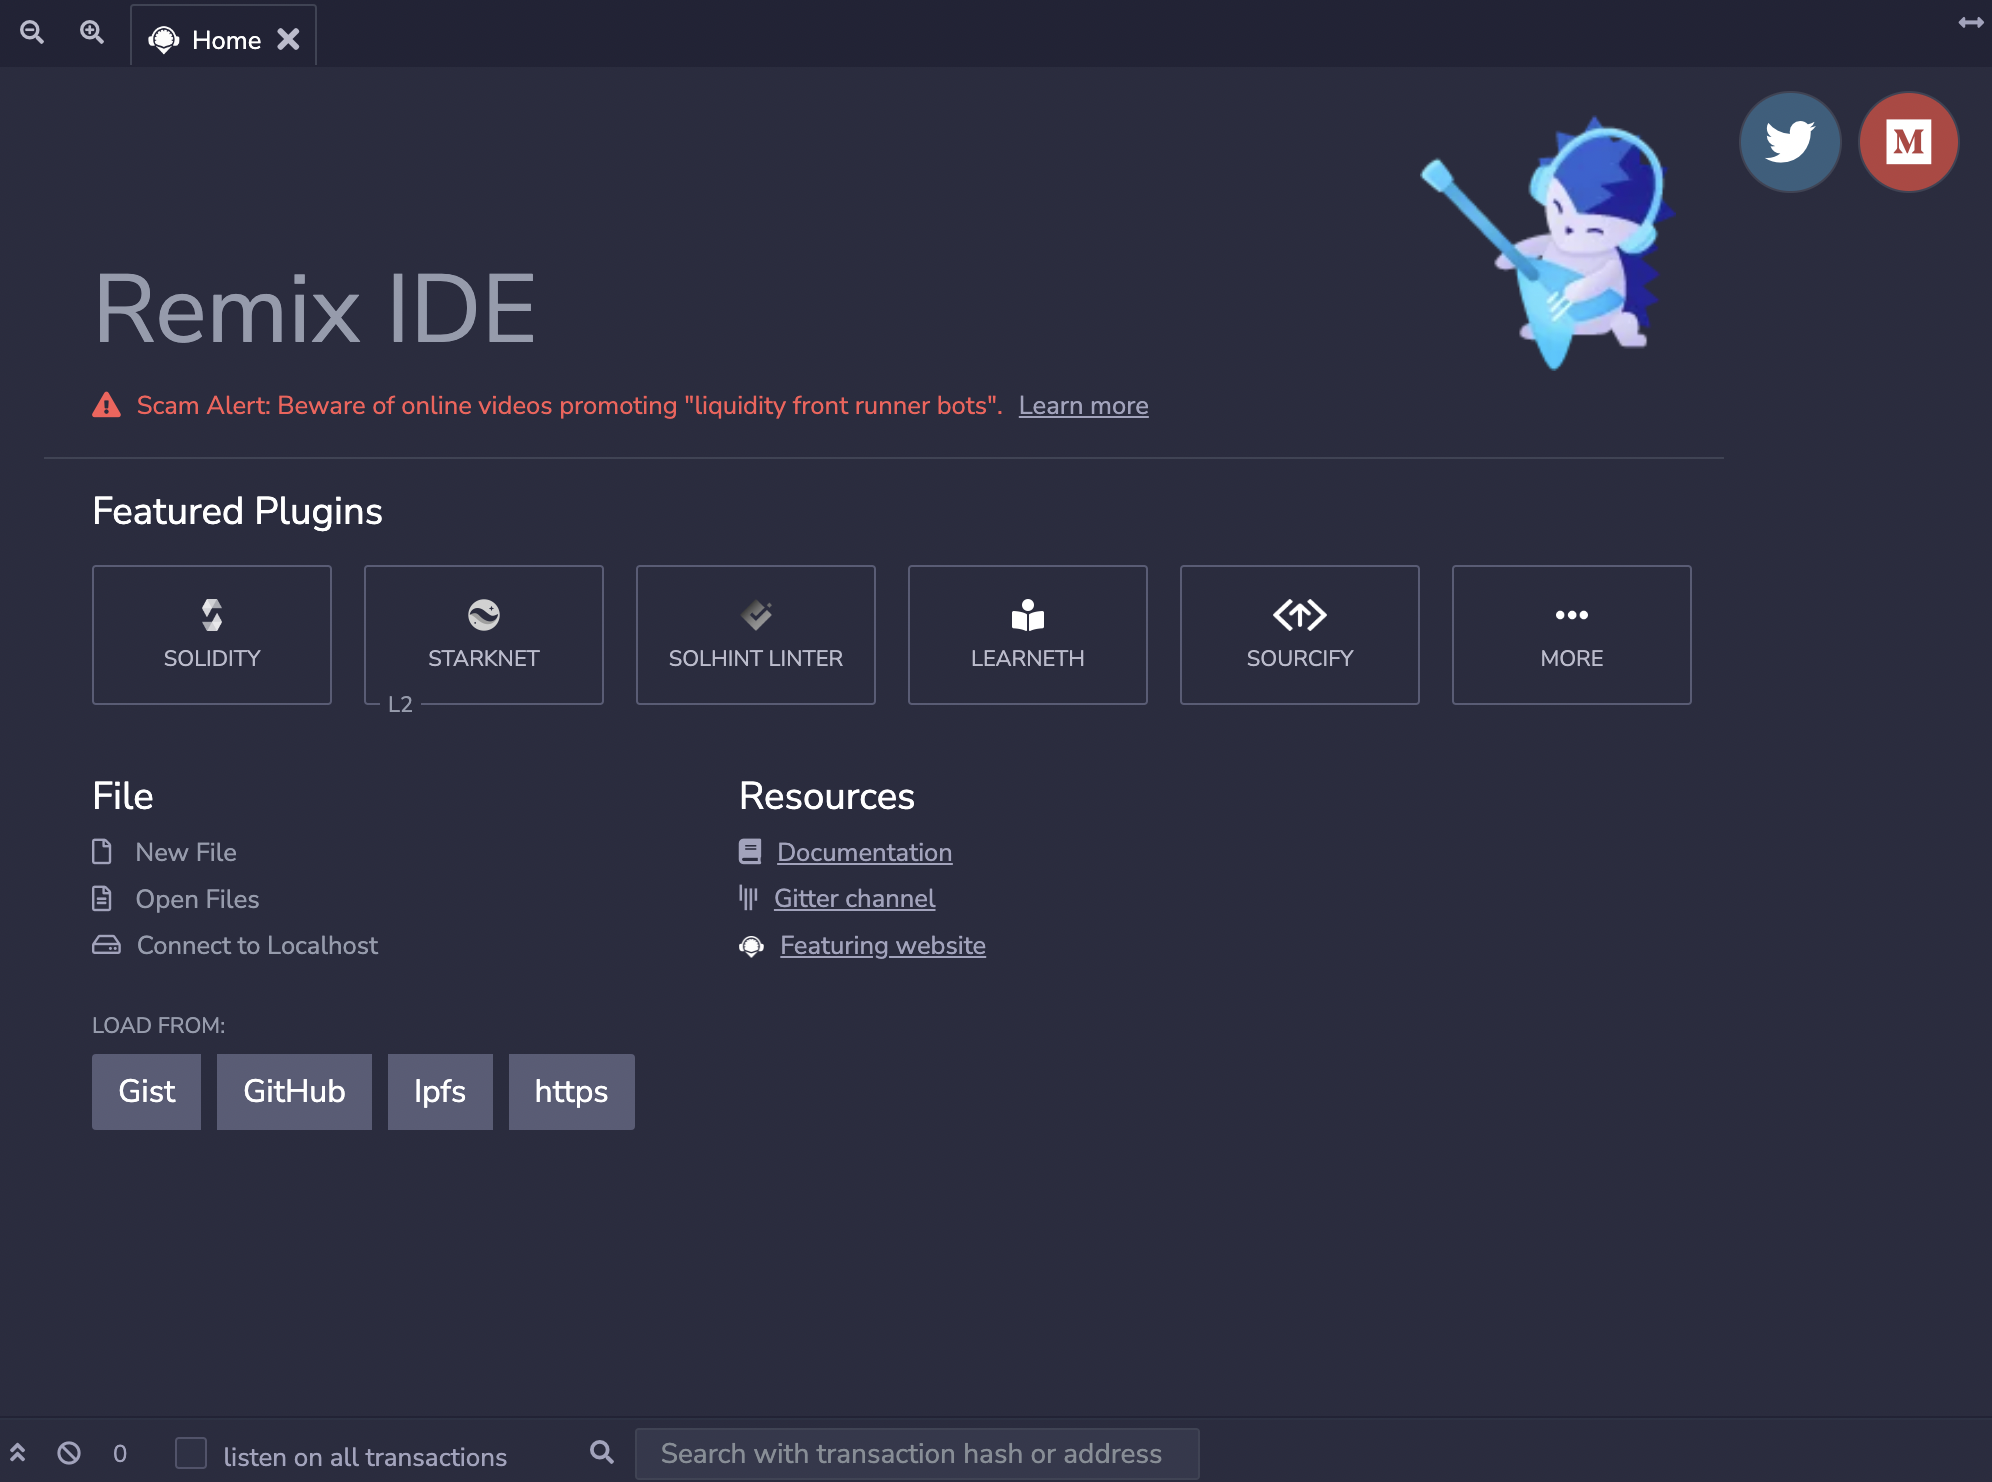 Home
M
Remix IDE
Scam Alert: Beware of online videos promoting "liquidity front runner bots". Learn more
Featured Plugins
SOLIDITY
STARKNET
L2
SOLHINT LINTER
LEARNETH
SOURCIFY
MORE
File
New File
Open Files
Connect to Localhost
LOAD FROM:
Gist GitHub Ipfs https
Resources
Documentation
Gitter channel
Featuring website
0 listen on all transactions Search with transaction hash or address